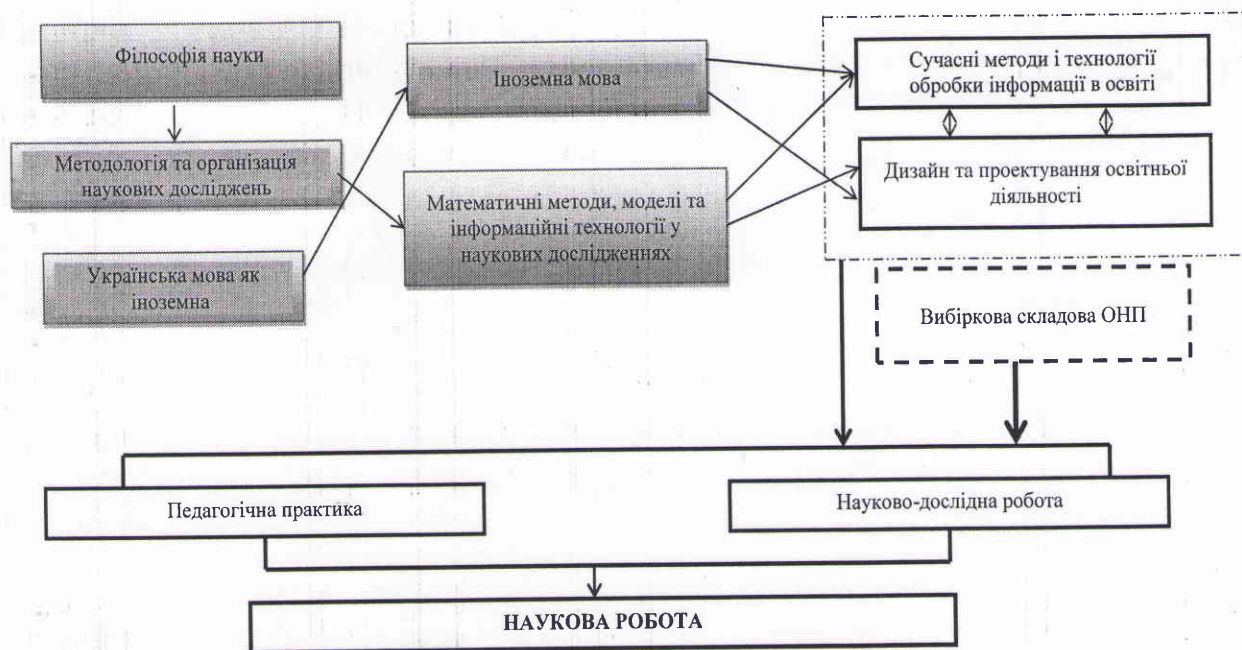 Філософія науки
Методологія та організація
наукових досліджень
Українська мова як
іноземна
Іноземна мова
Математичні методи, моделі та
інформаційні технології у
наукових дослідженнях
Сучасні методи і технології
обробки інформації в освіті
Дизайн та проектування освітньої
діяльності
Вибіркова складова ОНП
Педагогічна практика
Науково-дослідна робота
НАУКОВА РОБОТА